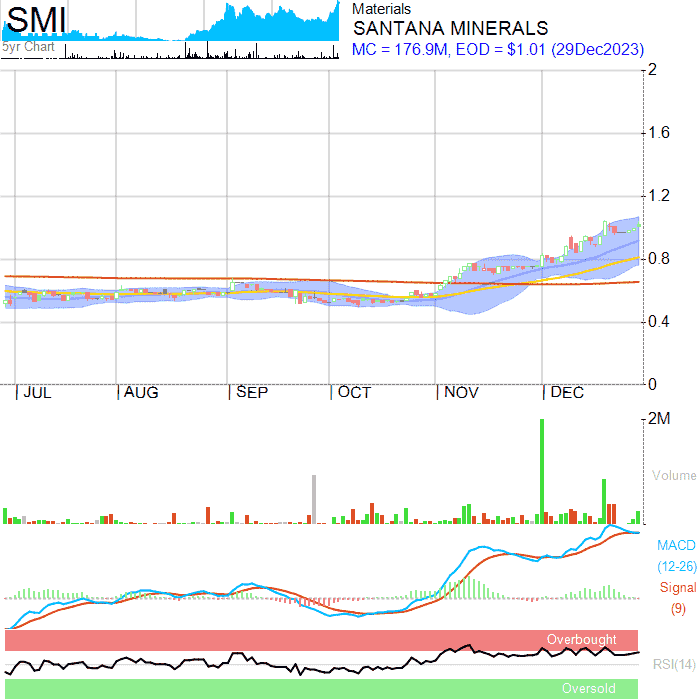 SMI
5yr Chart
Materials
SANTANA MINERALS
MC = 176.9M, EOD = $1.01 (29Dec2023)
2
1.6
1.2
0.8
0.4
0
JUL AUG SEP OCT NOV DEC
2M
Volume
MACD
(12-26)
Signal
(9)
Overbought
RSI(14)
Oversold